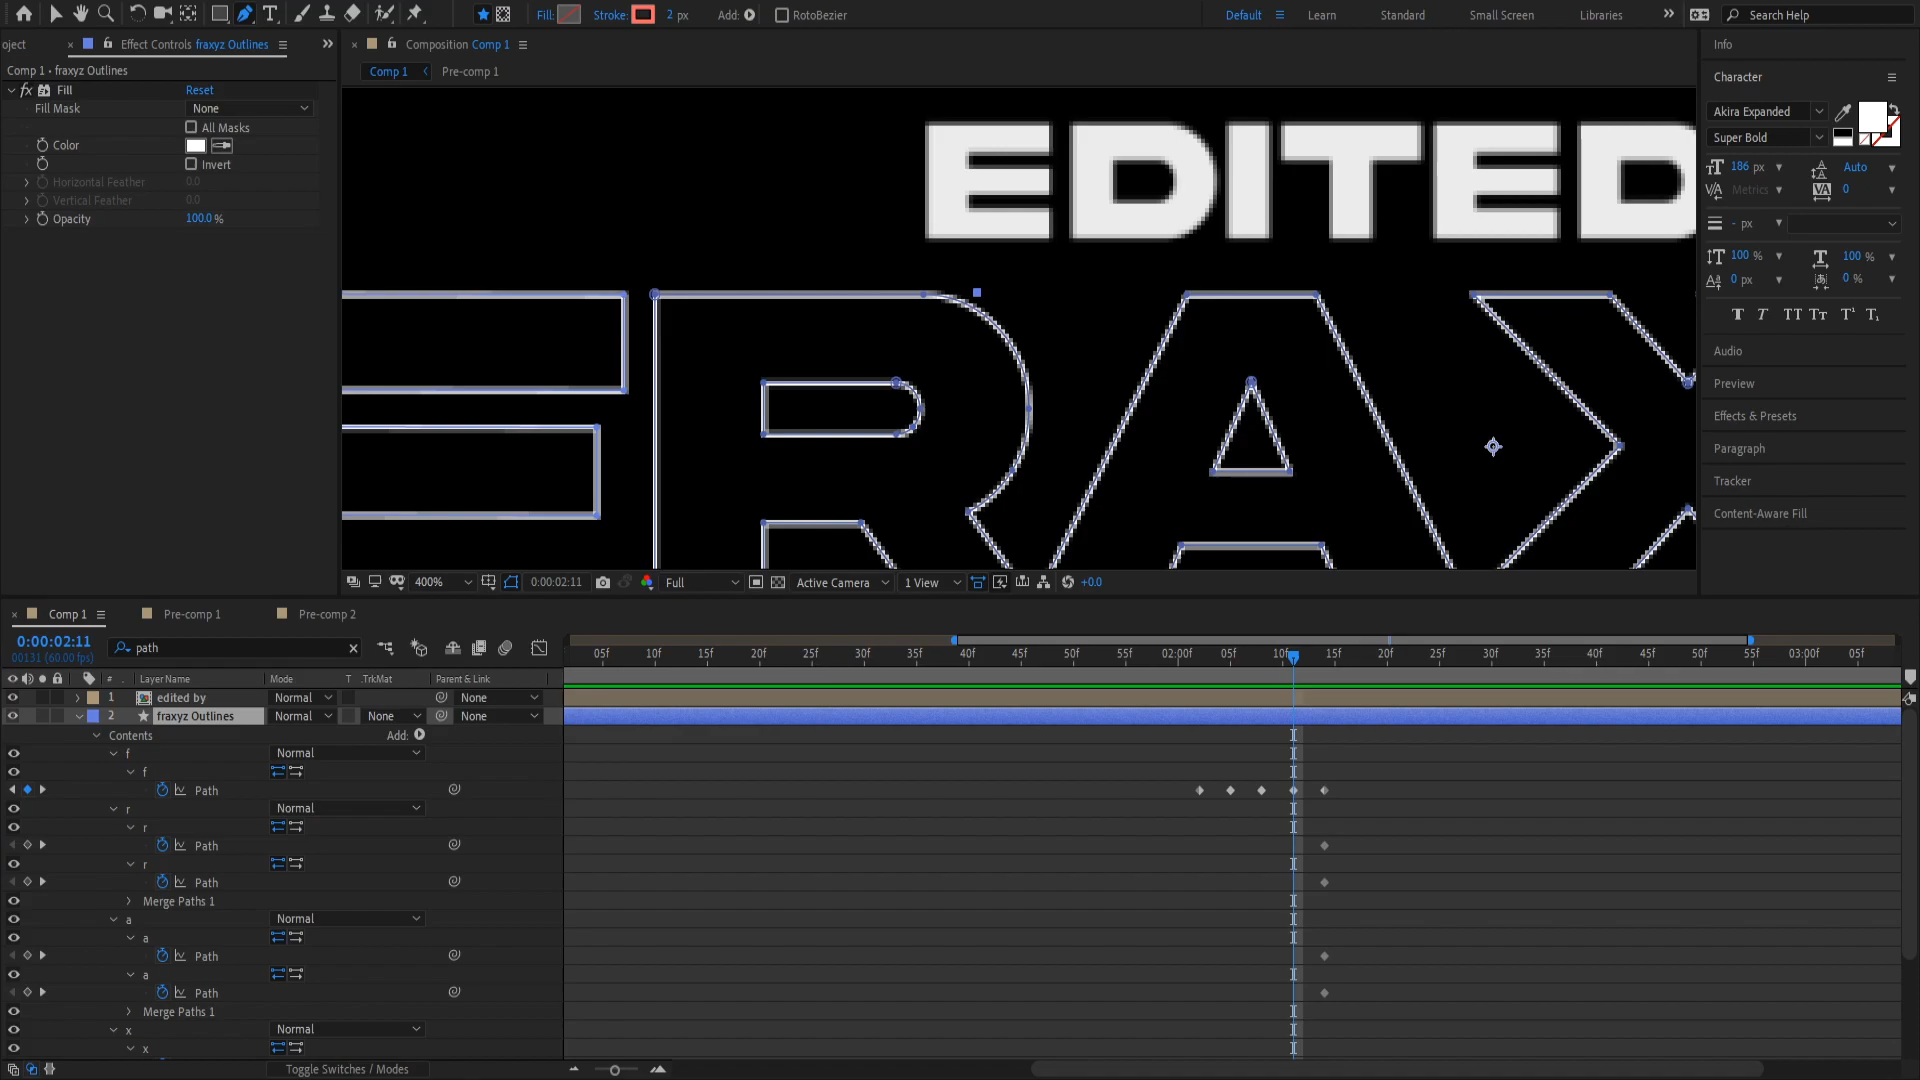 Fill:
Stroke:
2 px
Add:
RotoBezier
Default
Learn
Standard
Small Screen
Libraries
Search Help
oject
Effect Controls fraxyz Outlines
Composition Comp 1
Info
Comp 1 • fraxyz Outlines
Comp 1
Pre-comp 1
Character
fx Fill
Reset
Fill Mask
None
All Masks
Color
Invert
Horizontal Feather
0.0
Vertical Feather
0.0
Opacity
100.0 %
EDITED
RAX
Akira Expanded
Super Bold
186 px
Auto
Metrics
0
- px
100 %
100 %
0 px
0 %
T T TT Tt T¹ T₁
Audio
Preview
Effects & Presets
Paragraph
Tracker
Content-Aware Fill
400%
0:00:02:11
Full
Active Camera
1 View
+0.0
Comp 1
Pre-comp 1
Pre-comp 2
0:00:02:11
00131 (60.00 fps)
path
05f 10f 15f 20f 25f 30f 35f 40f 45f 50f 55f 02:00f 05f 10f 15f 20f 25f 30f 35f 40f 45f 50f 55f 03:00f 05f
# Layer Name Mode T .TrkMat Parent & Link
1 edited by Normal None
2 fraxyz Outlines Normal None None
Contents Add:
f Normal
f
Path
r Normal
r
Path
r
Path
Merge Paths 1
a Normal
a
Path
a
Path
Merge Paths 1
x Normal
x
Toggle Switches / Modes